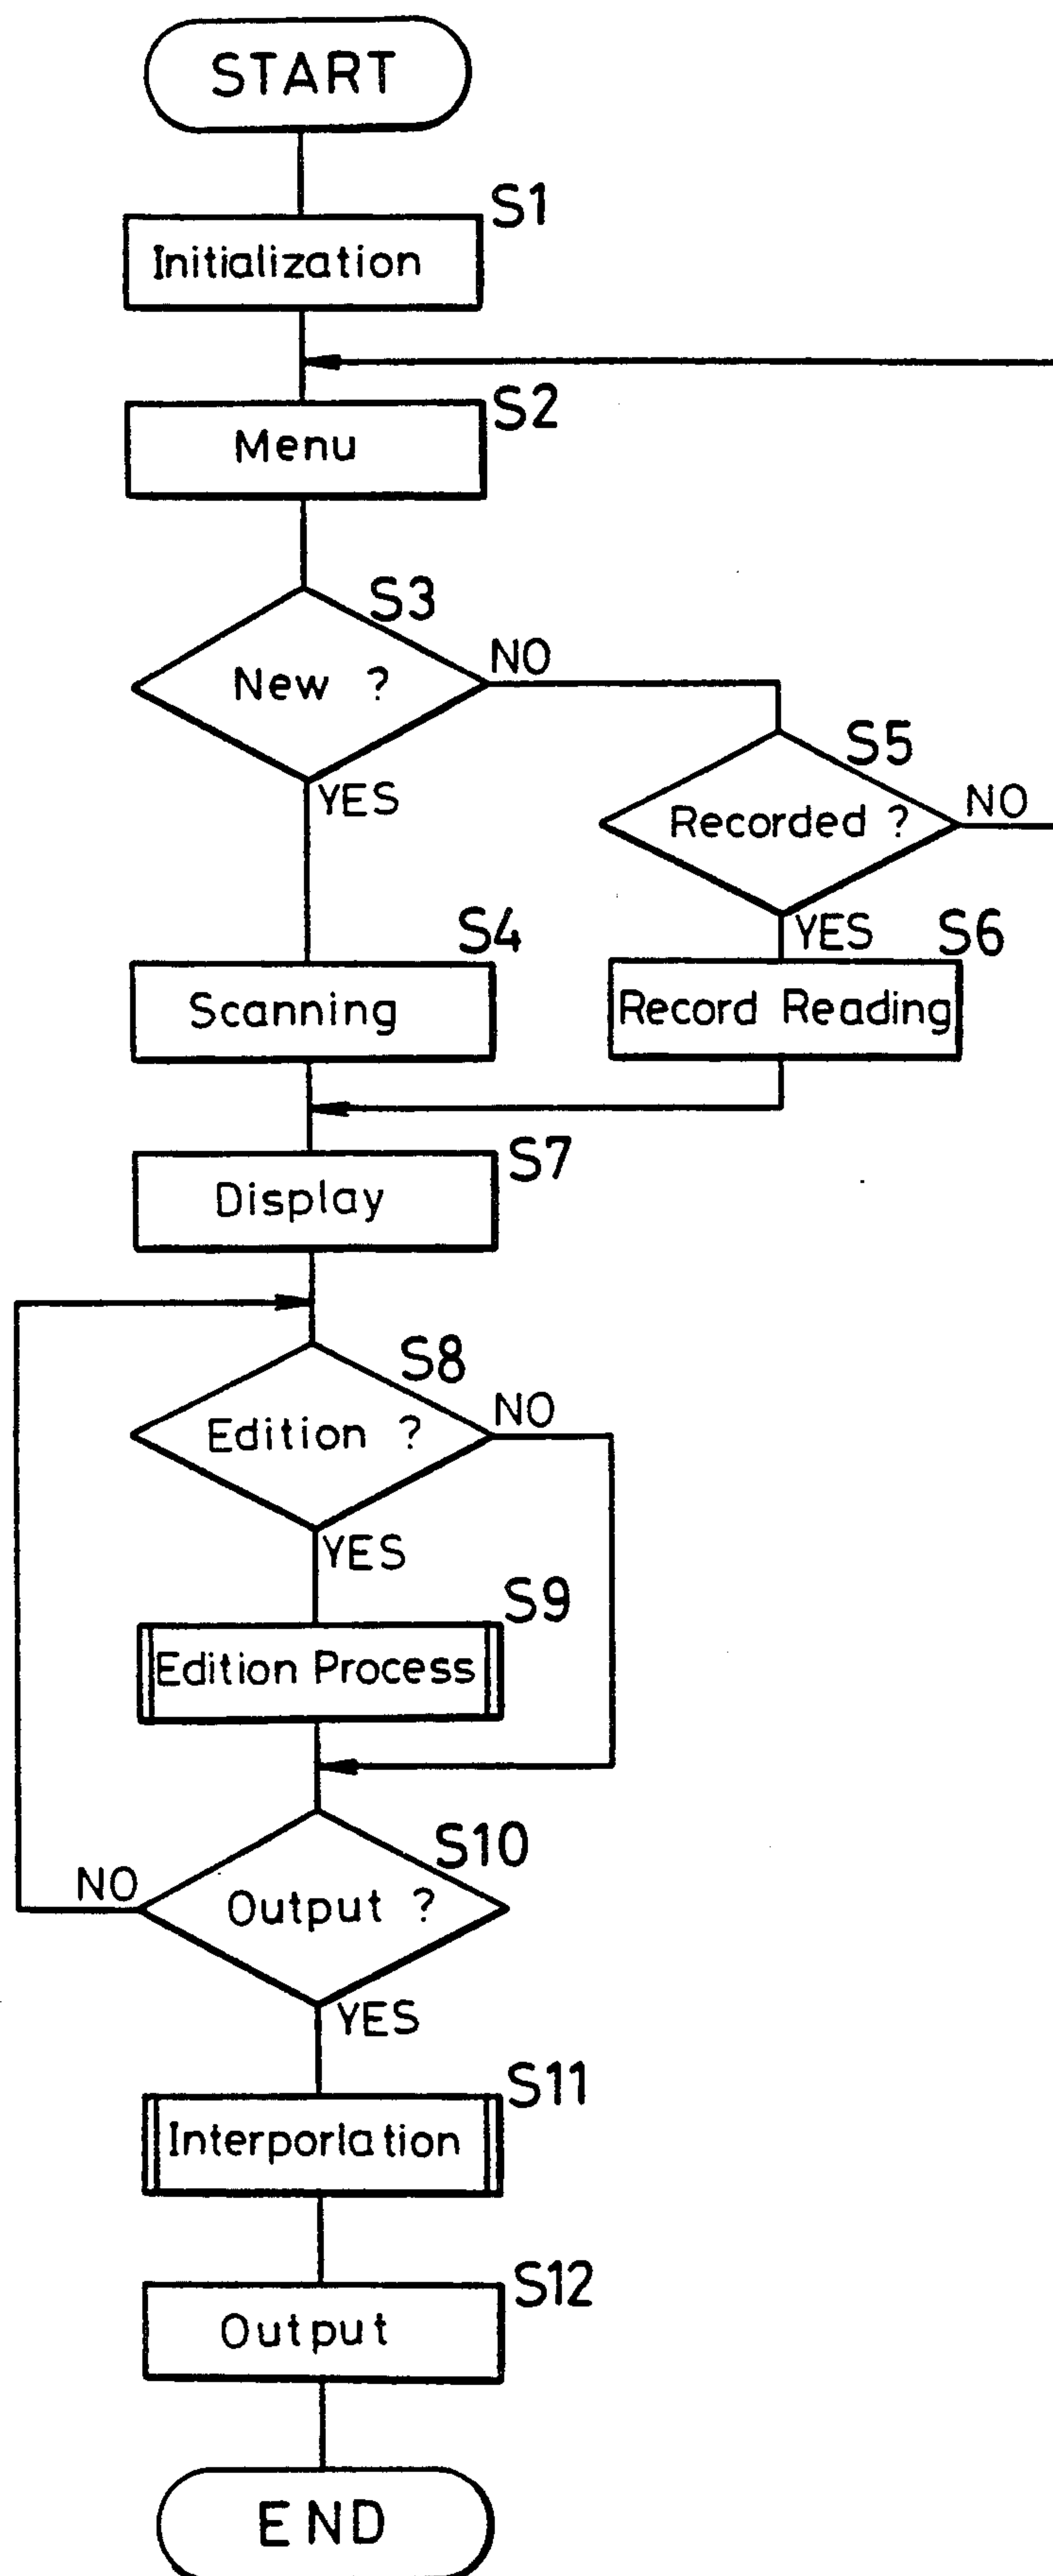 START
S1
Initialization
S2
Menu
S3
New ?
NO
YES
S5
Recorded ?
NO
YES
S4
Scanning
S6
Record Reading
S7
Display
S8
Edition ?
NO
YES
S9
Edition Process
S10
Output ?
NO
YES
S11
Interporlation
S12
Output
END